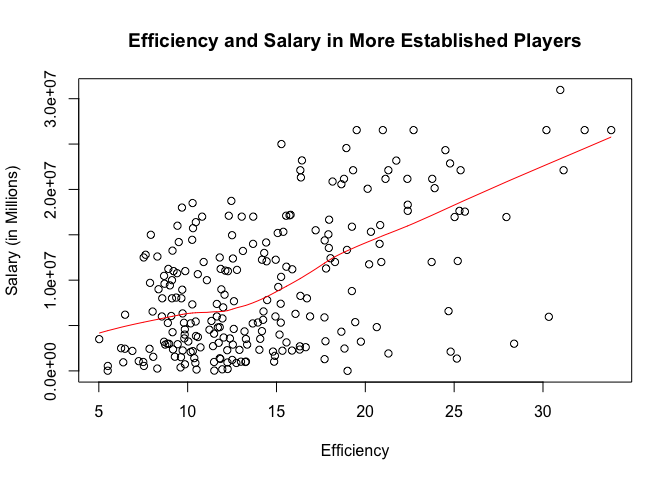 Efficiency and Salary in More Established Players
Salary (in Millions)
3.0e+07
2.0e+07
1.0e+07
0.0e+00
5 10 15 20 25 30
Efficiency